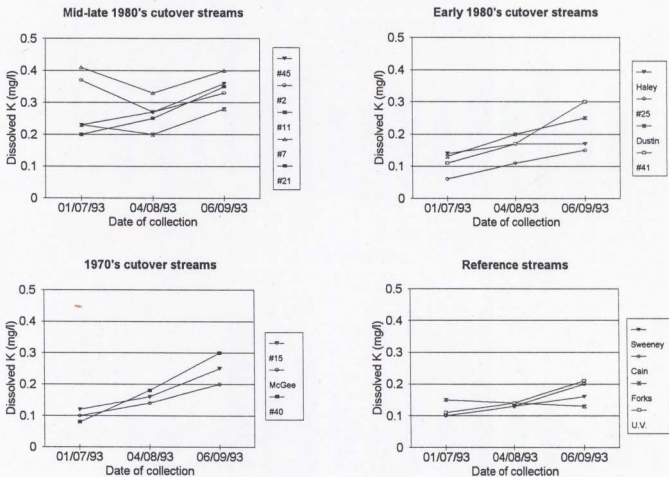 Mid-late 1980's cutover streams
Dissolved K (mg/l)
0.5
0.4
0.3
0.2
0.1
0
01/07/93 04/08/93 06/09/93
Date of collection
#45
#2
#11
#7
#21
Early 1980's cutover streams
Dissolved K (mg/l)
0.5
0.4
0.3
0.2
0.1
0
01/07/93 04/08/93 06/09/93
Date of collection
Haley
#25
Dustin
#41
1970's cutover streams
Dissolved K (mg/l)
0.5
0.4
0.3
0.2
0.1
0
01/07/93 04/08/93 06/09/93
Date of collection
#15
McGee
#40
Reference streams
Dissolved K (mg/l)
0.5
0.4
0.3
0.2
0.1
0
01/07/93 04/08/93 06/09/93
Date of collection
Sweeney
Cain
Forks
U.V.